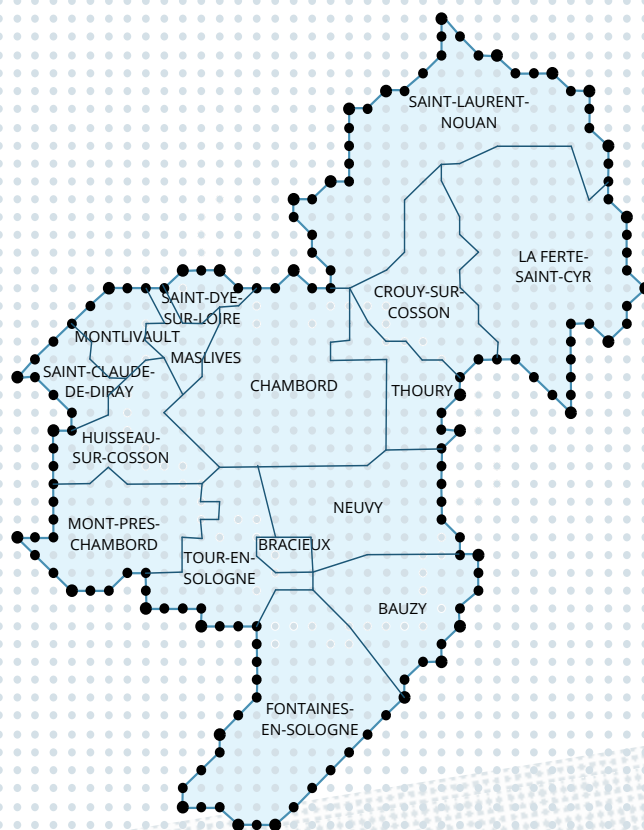 SAINT-LAURENT-
NOUAN
LA FERTE-
SAINT-CYR
CROUY-SUR-
COSSON
SAINT-DYE-
SUR-LOIRE
MONTLIVAULT
MASLIVES
SAINT-CLAUDE-
DE-DIRAY
CHAMBORD
THOURY
HUISSEAU-
SUR-COSSON
NEUVY
MONT-PRES-
CHAMBORD
BRACIEUX
TOUR-EN-
SOLOGNE
BAUZY
FONTAINES-
EN-SOLOGNE